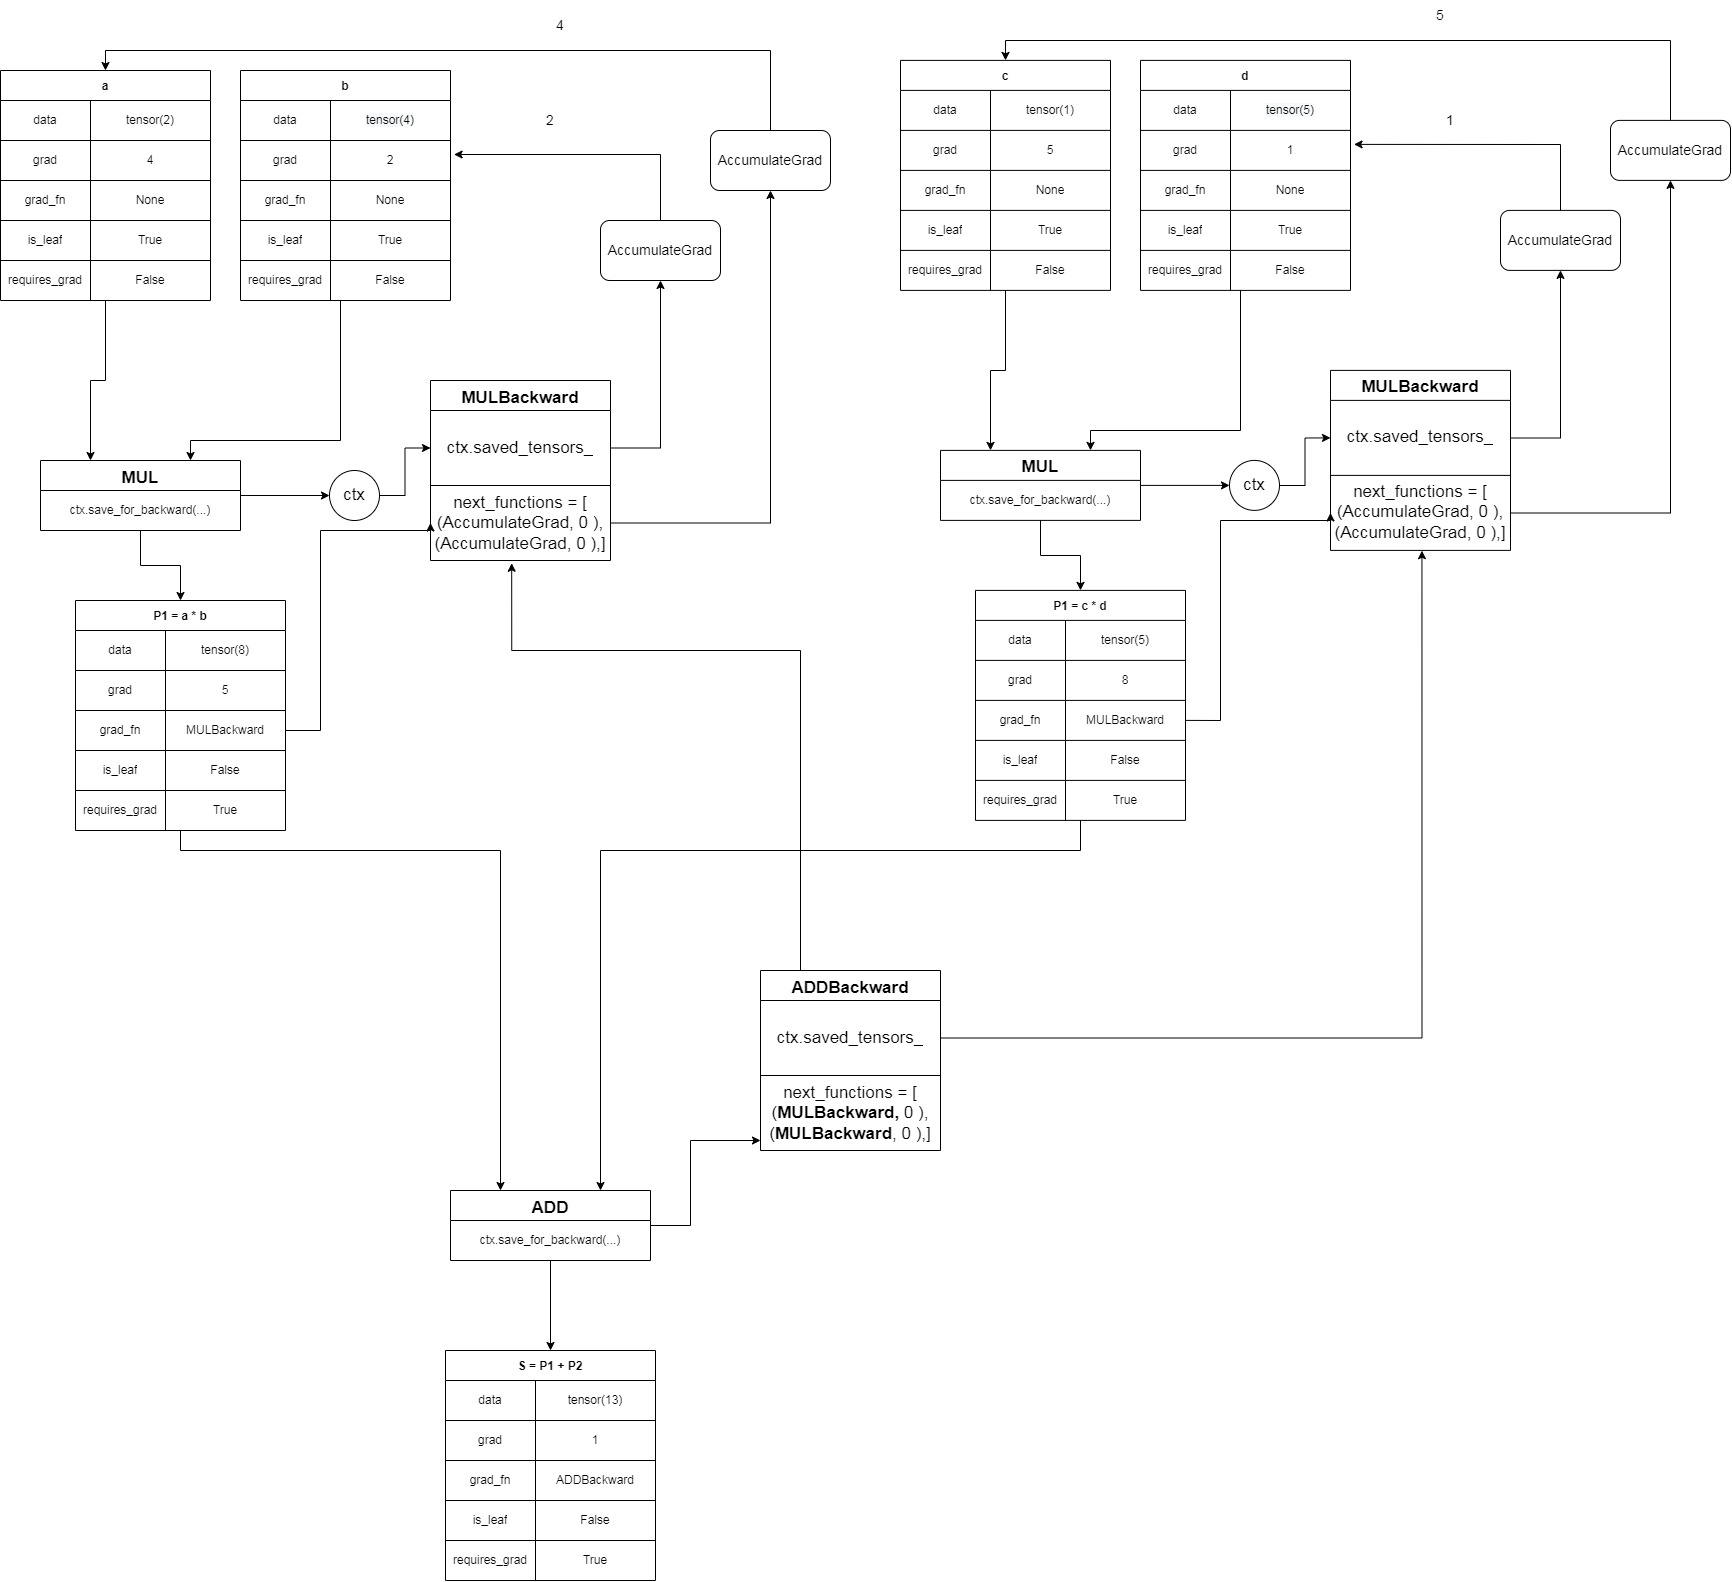 4
5
a
data tensor(2)
grad 4
grad_fn None
is_leaf True
requires_grad False
b
data tensor(4)
grad 2
grad_fn None
is_leaf True
requires_grad False
2
AccumulateGrad
AccumulateGrad
c
data tensor(1)
grad 5
grad_fn None
is_leaf True
requires_grad False
d
data tensor(5)
grad 1
grad_fn None
is_leaf True
requires_grad False
1
AccumulateGrad
AccumulateGrad
MUL
ctx.save_for_backward(...)
ctx
MULBackward
ctx.saved_tensors_
next_functions = [
(AccumulateGrad, 0 ),
(AccumulateGrad, 0 ),]
MUL
ctx.save_for_backward(...)
ctx
MULBackward
ctx.saved_tensors_
next_functions = [
(AccumulateGrad, 0 ),
(AccumulateGrad, 0 ),]
P1 = a * b
data tensor(8)
grad 5
grad_fn MULBackward
is_leaf False
requires_grad True
P1 = c * d
data tensor(5)
grad 8
grad_fn MULBackward
is_leaf False
requires_grad True
ADDBackward
ctx.saved_tensors_
next_functions = [
(MULBackward, 0 ),
(MULBackward, 0 ),]
ADD
ctx.save_for_backward(...)
S = P1 + P2
data tensor(13)
grad 1
grad_fn ADDBackward
is_leaf False
requires_grad True